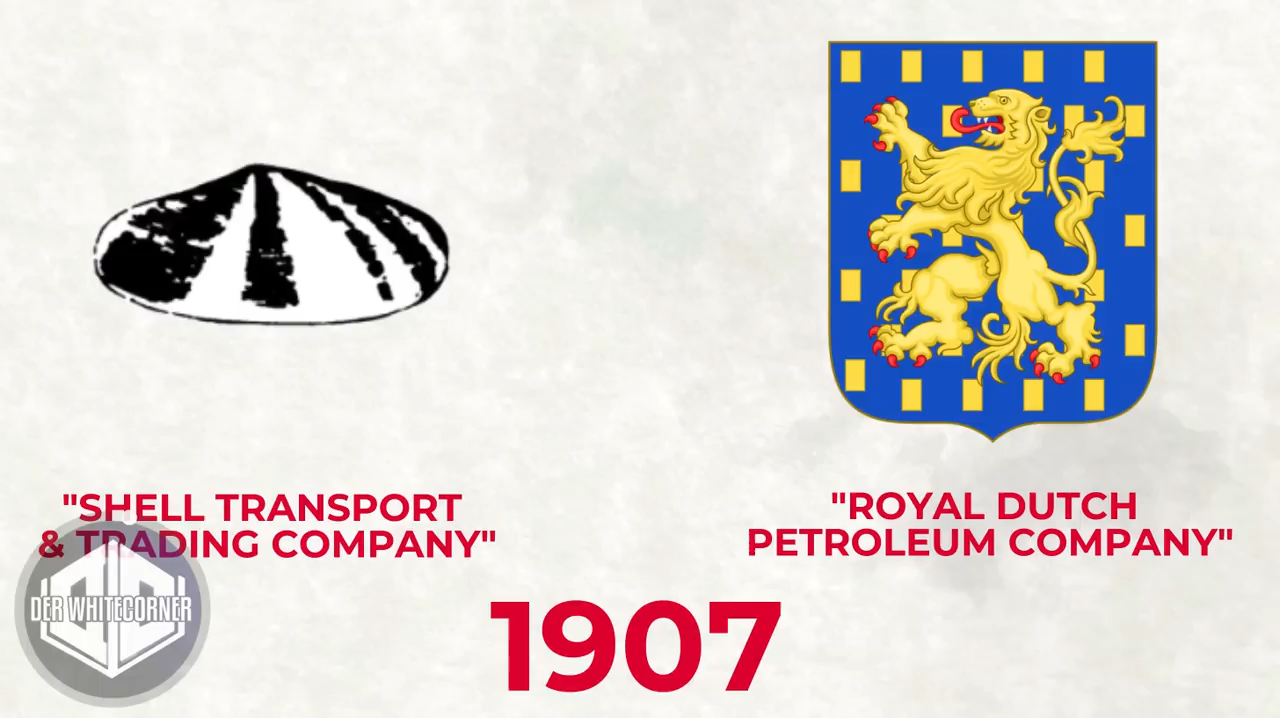 "SHELL TRANSPORT
& TRADING COMPANY"
"ROYAL DUTCH
PETROLEUM COMPANY"
1907
DER WHITECORNER